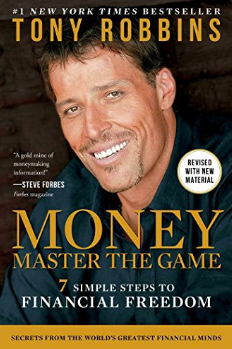 #1 NEW YORK TIMES BESTSELLER
TONY ROBBINS
"A gold mine of
moneymaking
information!"
—STEVE FORBES
Forbes magazine
REVISED
WITH NEW
MATERIAL
MONEY
MASTER THE GAME
7 SIMPLE STEPS TO
FINANCIAL FREEDOM
SECRETS FROM THE WORLD'S GREATEST FINANCIAL MINDS